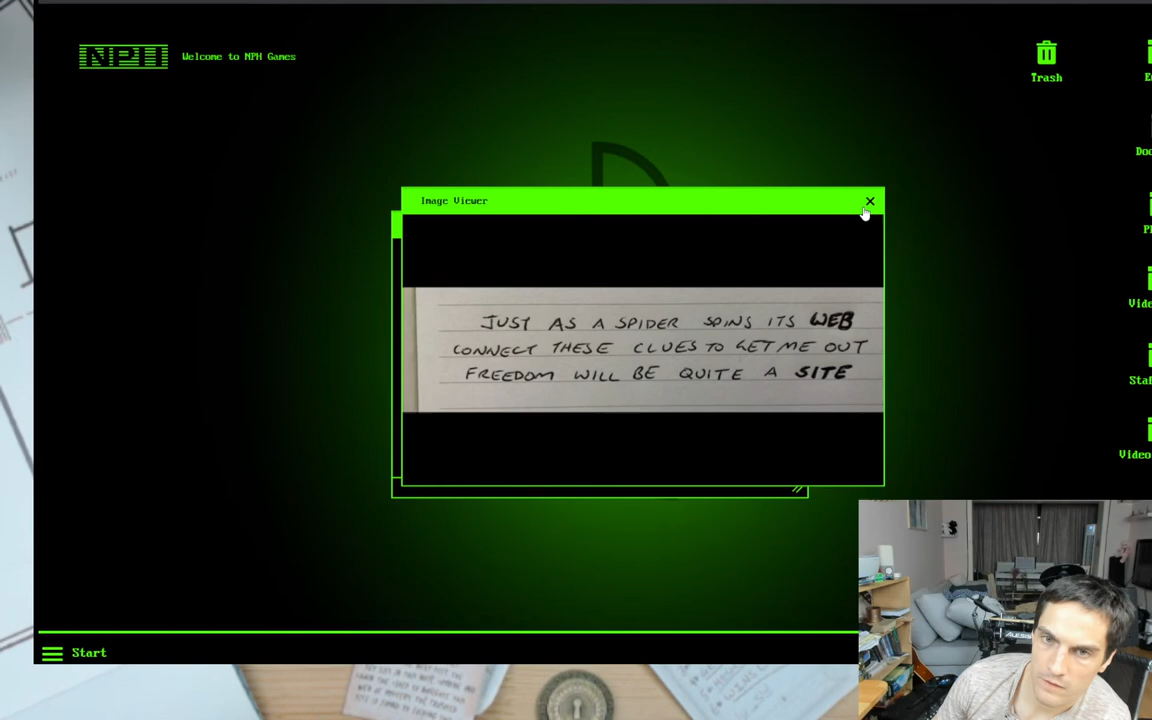 NPH
Welcome to NPH Games
Trash
Image Viewer
JUST AS A SPIDER SPINS ITS WEB
CONNECT THESE CLUES TO GET ME OUT
FREEDOM WILL BE QUITE A SITE
Start